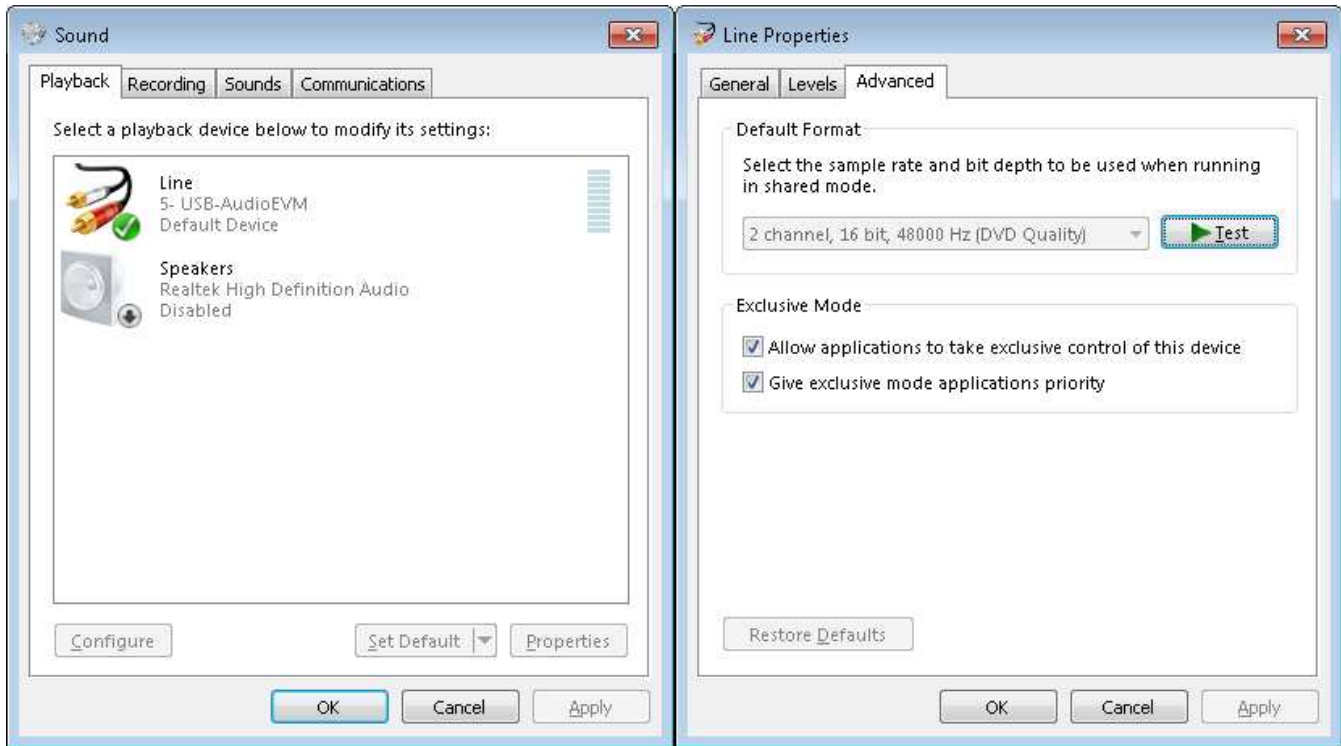 Sound
Playback Recording Sounds Communications
Select a playback device below to modify its settings:
Line
5- USB-AudioEVM
Default Device
Speakers
Realtek High Definition Audio
Disabled
Configure Set Default Properties
OK Cancel Apply
Line Properties
General Levels Advanced
Default Format
Select the sample rate and bit depth to be used when running
in shared mode.
2 channel, 16 bit, 48000 Hz (DVD Quality) Test
Exclusive Mode
Allow applications to take exclusive control of this device
Give exclusive mode applications priority
Restore Defaults
OK Cancel Apply